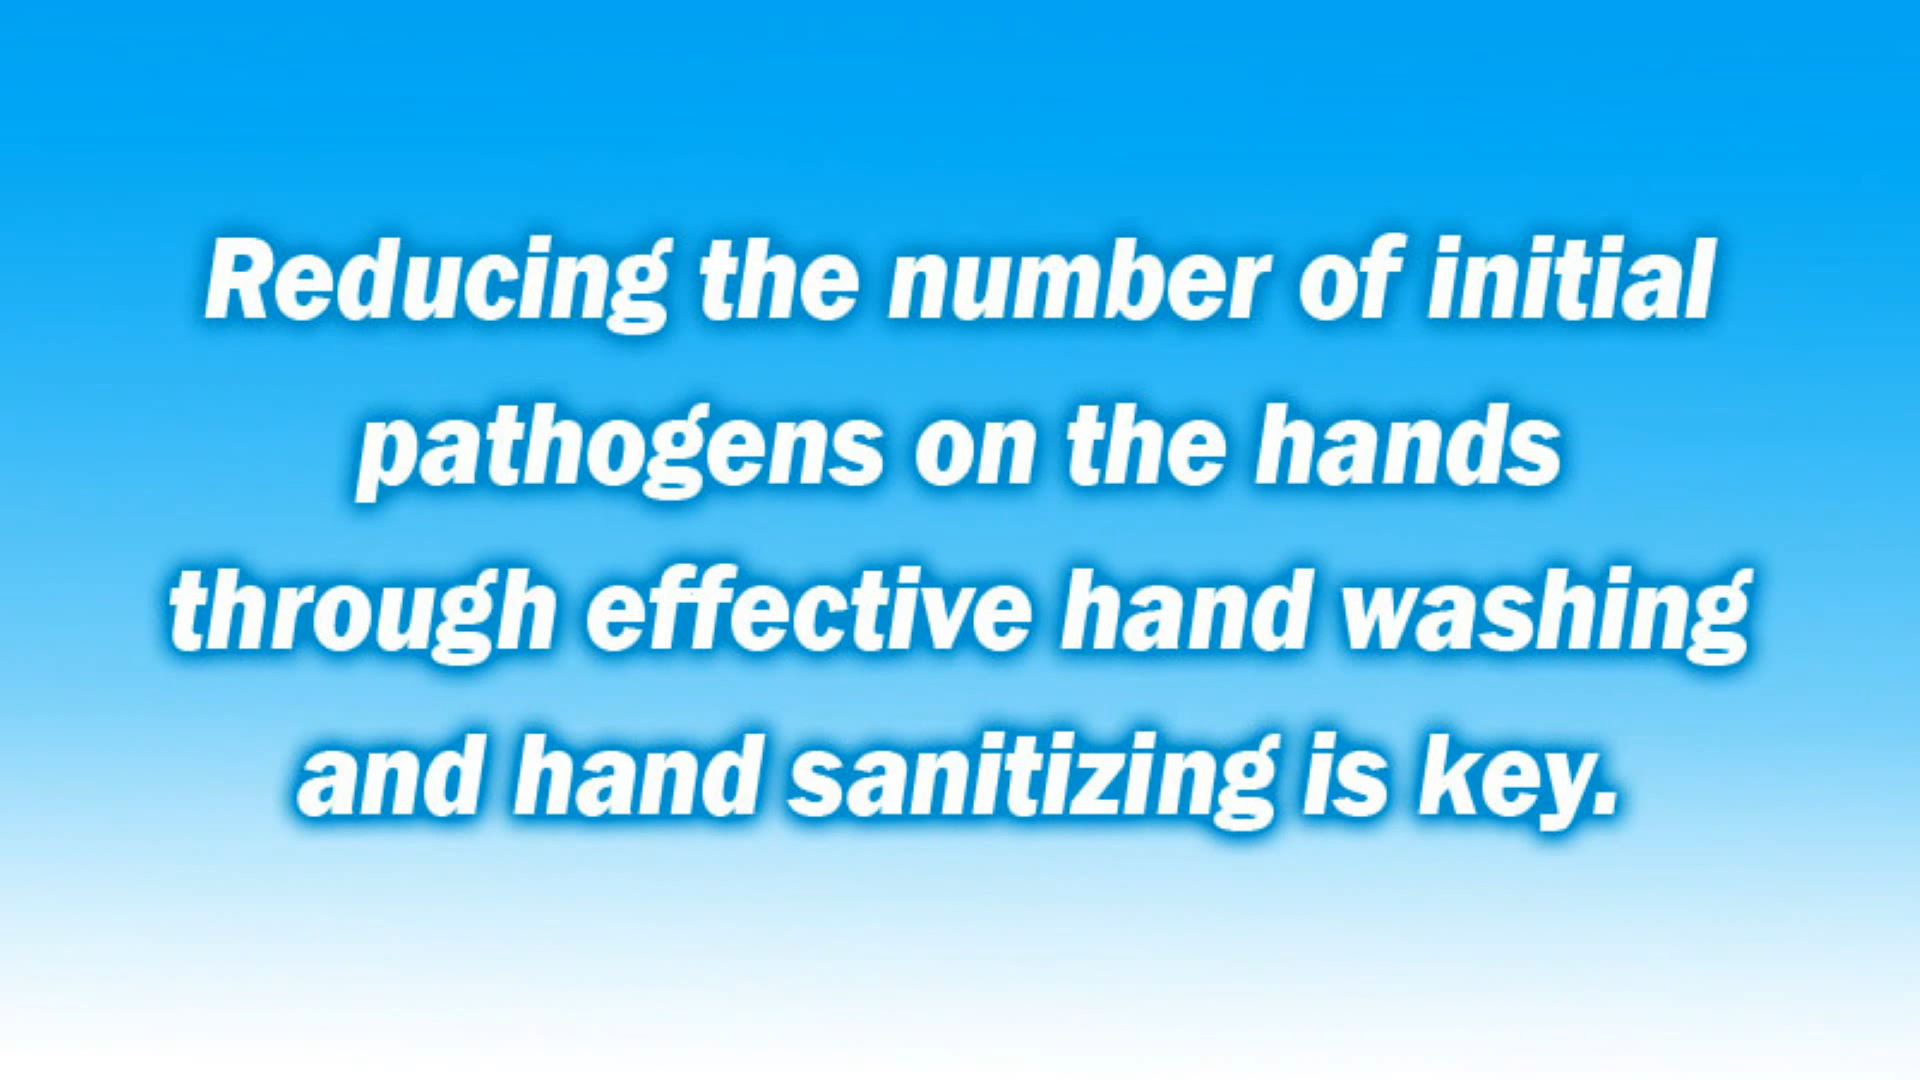 Reducing the number of initial
pathogens on the hands
through effective hand washing
and hand sanitizing is key.